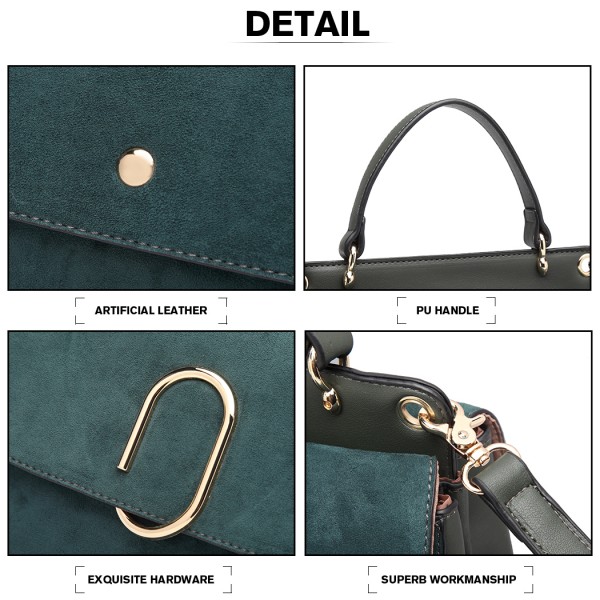 DETAIL
ARTIFICIAL LEATHER
PU HANDLE
EXQUISITE HARDWARE
SUPERB WORKMANSHIP